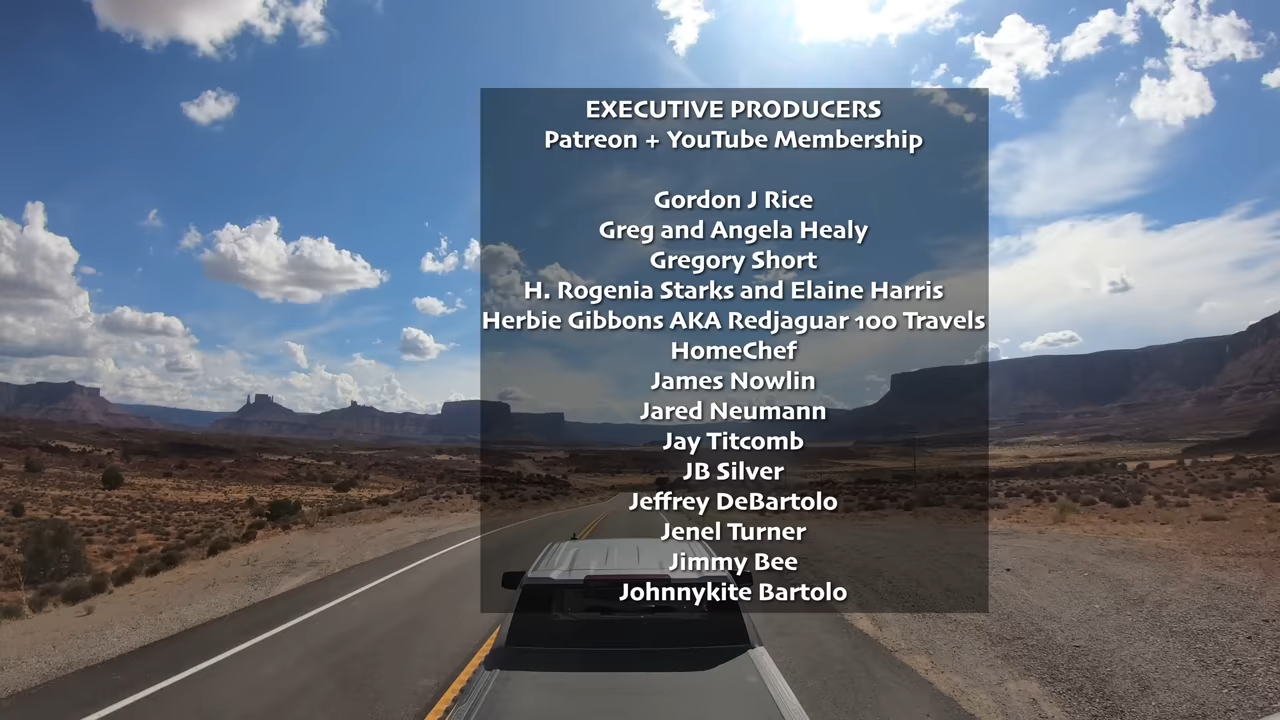 EXECUTIVE PRODUCERS
Patreon + YouTube Membership
Gordon J Rice
Greg and Angela Healy
Gregory Short
H. Rogenia Starks and Elaine Harris
Herbie Gibbons AKA Redjaguar 100 Travels
HomeChef
James Nowlin
Jared Neumann
Jay Titcomb
JB Silver
Jeffrey DeBartolo
Jenel Turner
Jimmy Bee
Johnnykite Bartolo